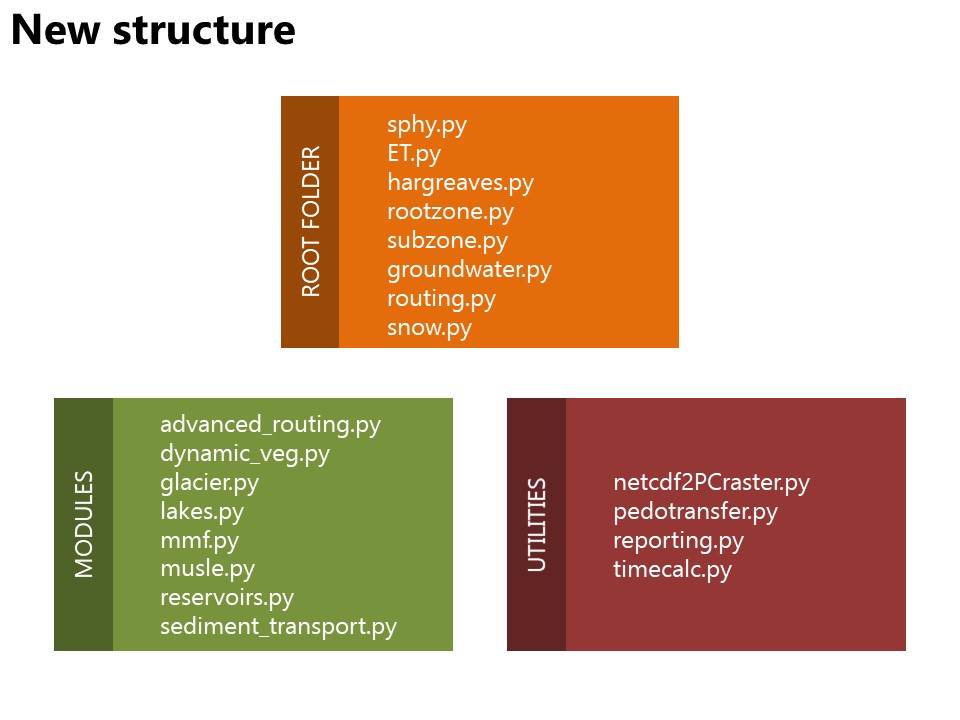 New structure
ROOT FOLDER
sphy.py
ET.py
hargreaves.py
rootzone.py
subzone.py
groundwater.py
routing.py
snow.py
MODULES
advanced_routing.py
dynamic_veg.py
glacier.py
lakes.py
mmf.py
musle.py
reservoirs.py
sediment_transport.py
UTILITIES
netcdf2PCraster.py
pedotransfer.py
reporting.py
timecalc.py